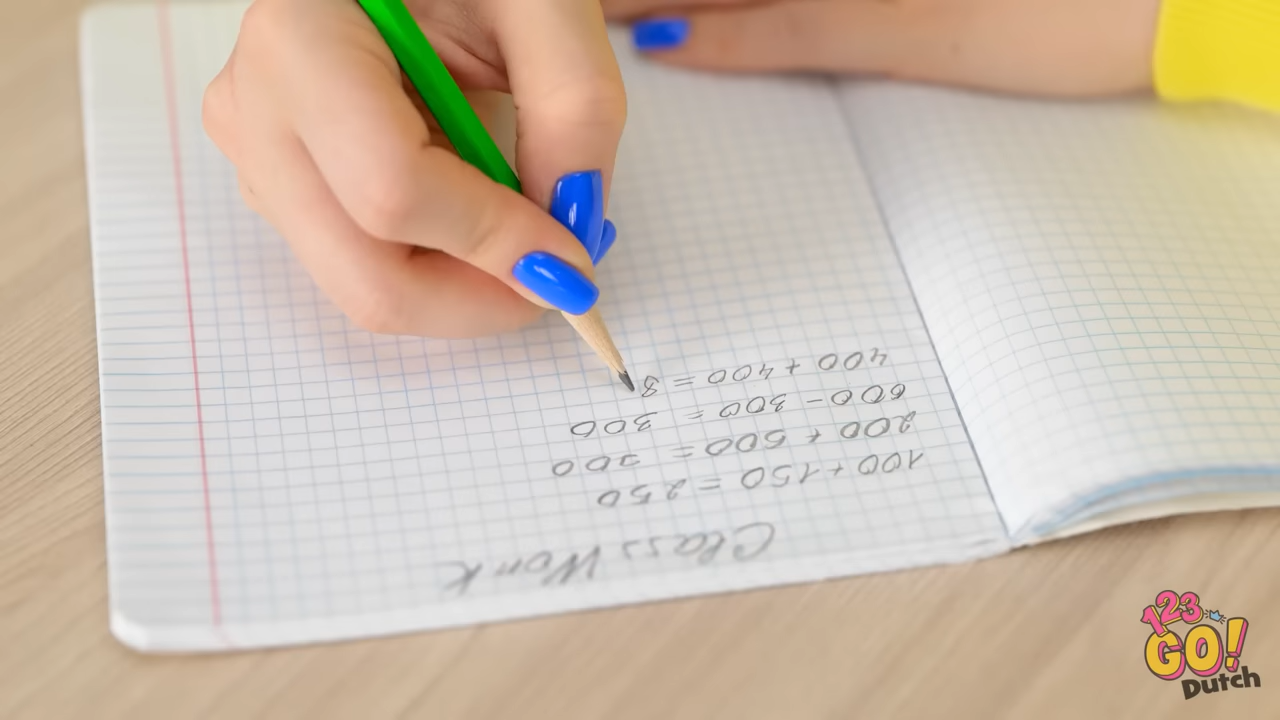 Class Work
100 + 150 = 250
200 + 500 = 700
600 - 300 = 300
400 + 400 = 8
123
GO!
Dutch